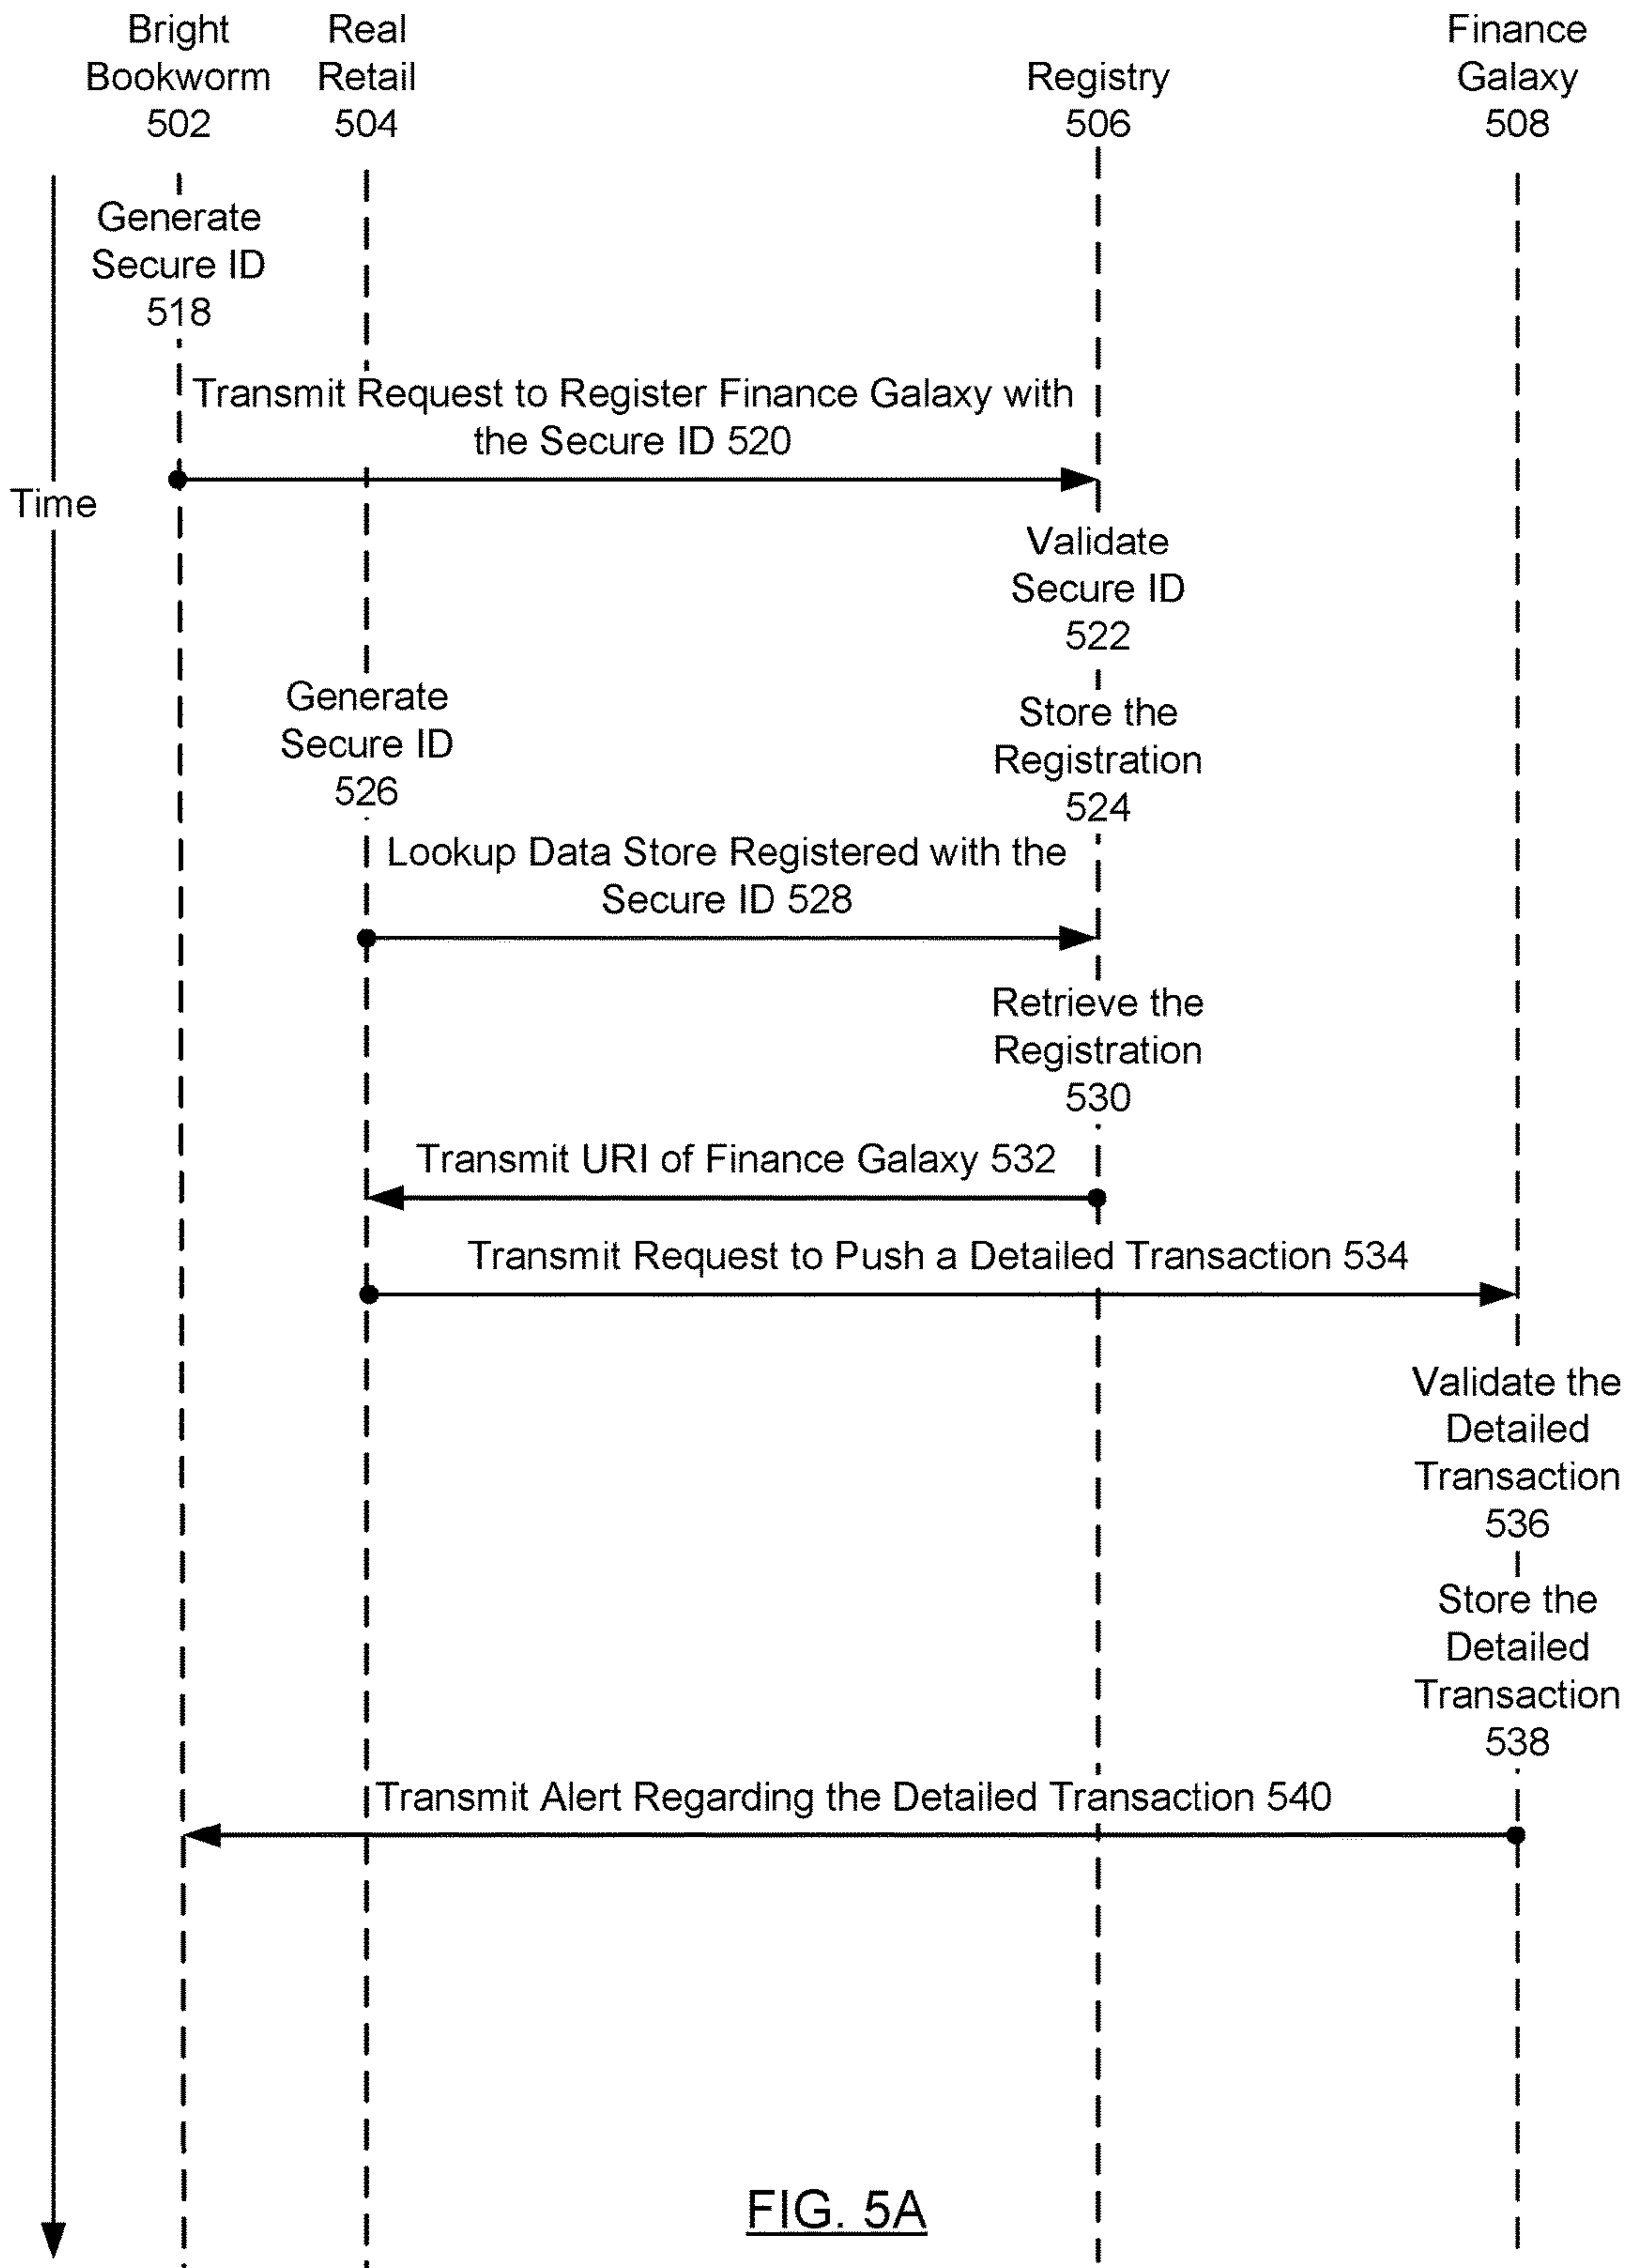 Bright
Bookworm
502
Real
Retail
504
Registry
506
Finance
Galaxy
508
Generate
Secure ID
518
Transmit Request to Register Finance Galaxy with
the Secure ID 520
Time
Validate
Secure ID
522
Generate
Secure ID
526
Store the
Registration
524
Lookup Data Store Registered with the
Secure ID 528
Retrieve the
Registration
530
Transmit URI of Finance Galaxy 532
Transmit Request to Push a Detailed Transaction 534
Validate the
Detailed
Transaction
536
Store the
Detailed
Transaction
538
Transmit Alert Regarding the Detailed Transaction 540
FIG. 5A